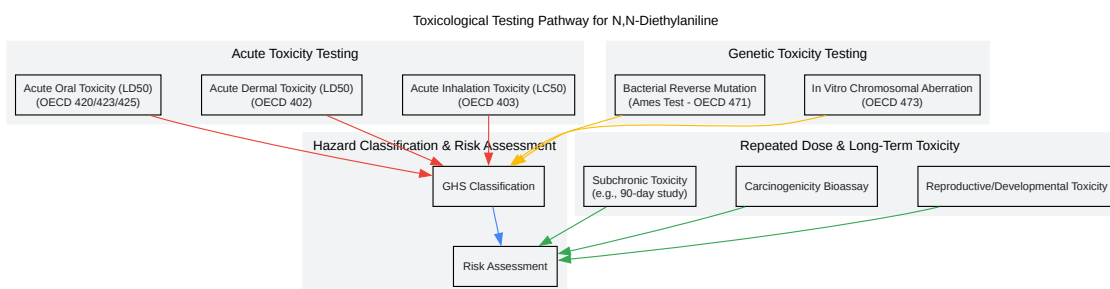 Toxicological Testing Pathway for N,N-Diethylaniline
Acute Toxicity Testing
Genetic Toxicity Testing
Acute Oral Toxicity (LD50)
(OECD 420/423/425)
Acute Dermal Toxicity (LD50)
(OECD 402)
Acute Inhalation Toxicity (LC50)
(OECD 403)
Bacterial Reverse Mutation
(Ames Test - OECD 471)
In Vitro Chromosomal Aberration
(OECD 473)
Hazard Classification & Risk Assessment
Repeated Dose & Long-Term Toxicity
GHS Classification
Subchronic Toxicity
(e.g., 90-day study)
Carcinogenicity Bioassay
Reproductive/Developmental Toxicity
Risk Assessment